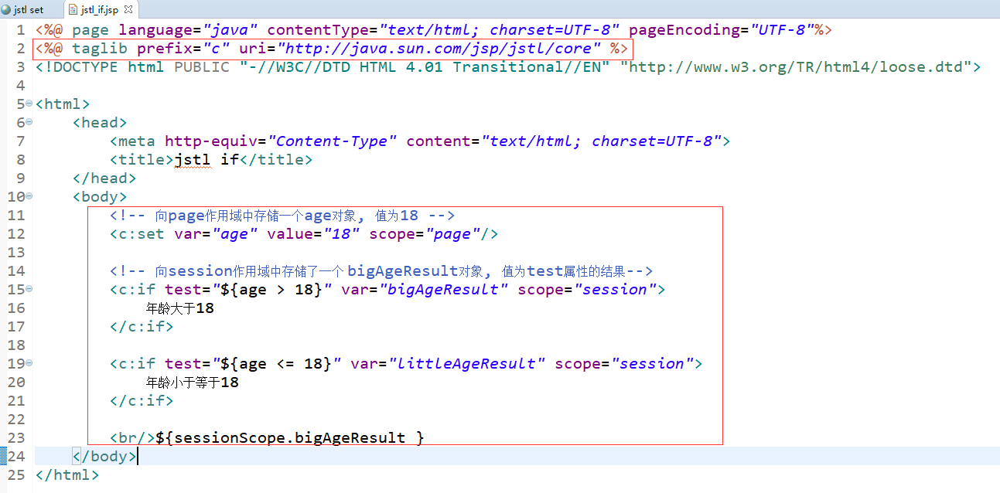 jstl set jstl_if.jsp
1 <%@ page language="java" contentType="text/html; charset=UTF-8" pageEncoding="UTF-8"%>
2 <%@ taglib prefix="c" uri="http://java.sun.com/jsp/jstl/core" %>
3 <!DOCTYPE html PUBLIC "-//W3C//DTD HTML 4.01 Transitional//EN" "http://www.w3.org/TR/html4/loose.dtd">
4
5 <html>
6     <head>
7         <meta http-equiv="Content-Type" content="text/html; charset=UTF-8">
8         <title>jstl if</title>
9     </head>
10     <body>
11         <!-- 向page作用域中存储一个age对象, 值为18 -->
12         <c:set var="age" value="18" scope="page"/>
13
14         <!-- 向session作用域中存储了一个 bigAgeResult对象, 值为test属性的结果-->
15         <c:if test="${age > 18}" var="bigAgeResult" scope="session">
16             年龄大于18
17         </c:if>
18
19         <c:if test="${age <= 18}" var="littleAgeResult" scope="session">
20             年龄小于等于18
21         </c:if>
22
23         <br/>${sessionScope.bigAgeResult }
24     </body>
25 </html>